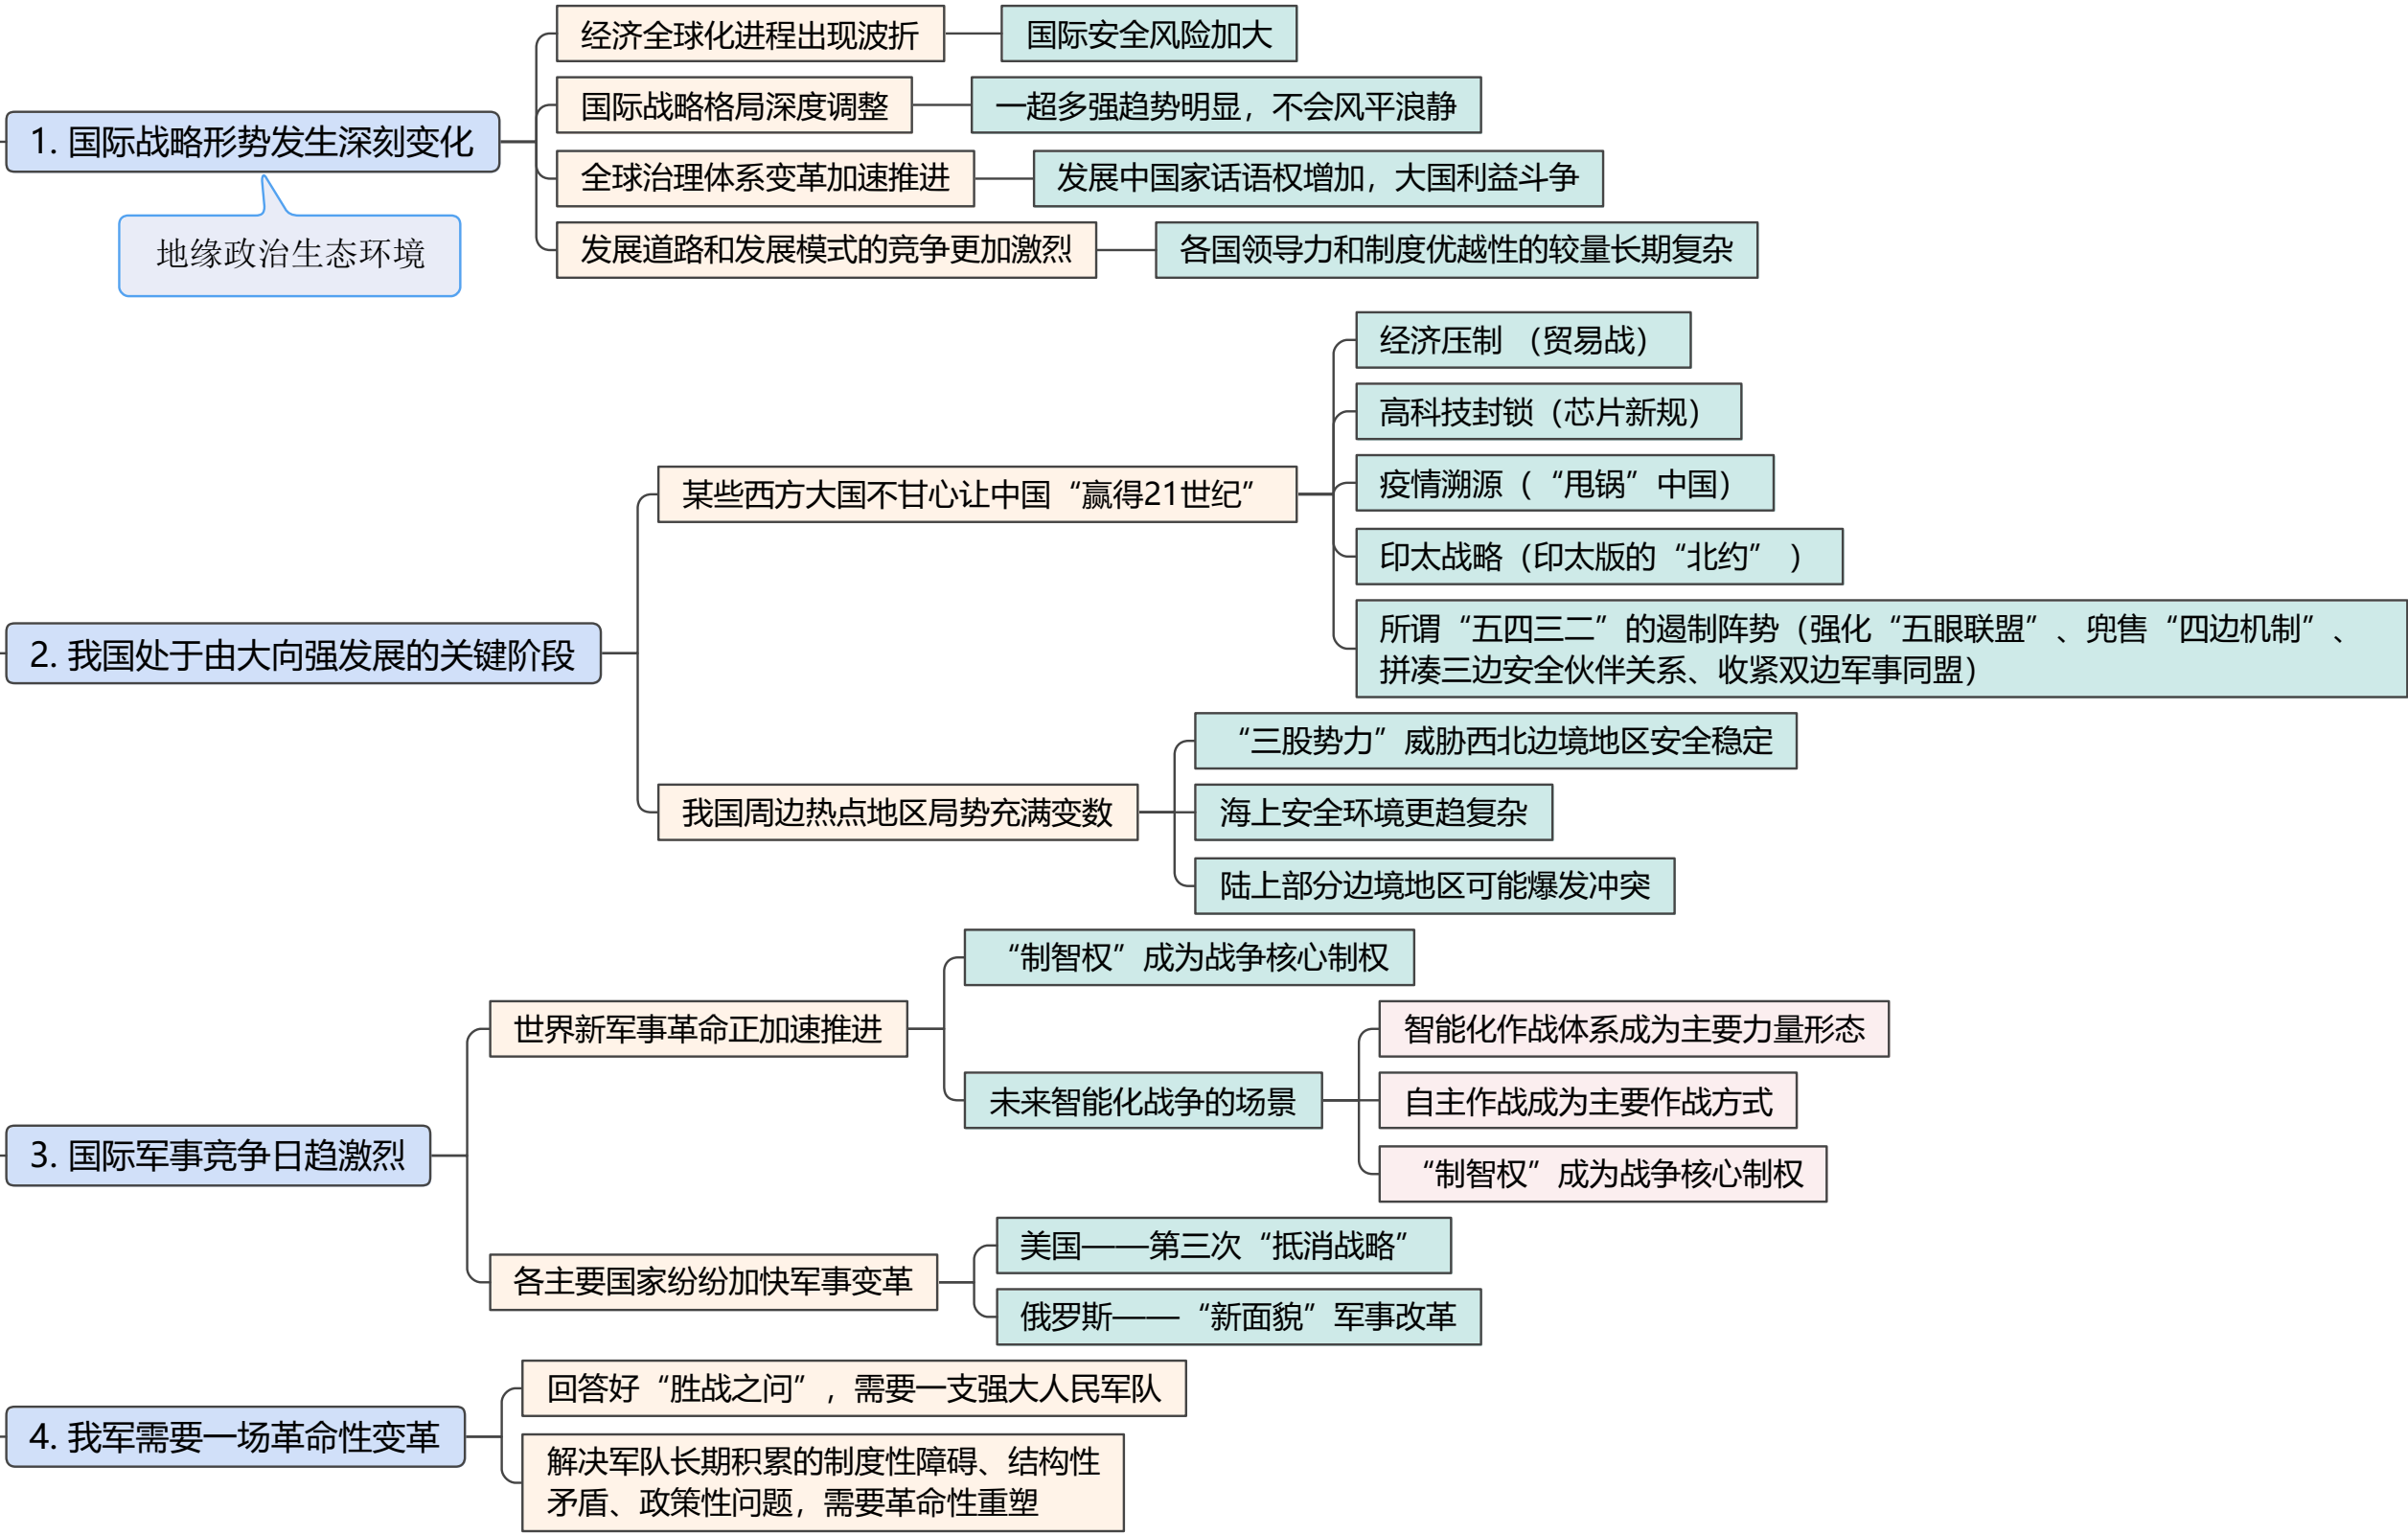 经济全球化进程出现波折
国际安全风险加大
国际战略格局深度调整
一超多强趋势明显，不会风平浪静
1. 国际战略形势发生深刻变化
全球治理体系变革加速推进
发展中国家话语权增加，大国利益斗争
发展道路和发展模式的竞争更加激烈
各国领导力和制度优越性的较量长期复杂
地缘政治生态环境
经济压制 （贸易战）
高科技封锁（芯片新规）
某些西方大国不甘心让中国“赢得21世纪”
疫情溯源（“甩锅”中国）
印太战略（印太版的“北约” ）
所谓“五四三二”的遏制阵势（强化“五眼联盟”、兜售“四边机制”、
拼凑三边安全伙伴关系、收紧双边军事同盟）
2. 我国处于由大向强发展的关键阶段
“三股势力”威胁西北边境地区安全稳定
我国周边热点地区局势充满变数
海上安全环境更趋复杂
陆上部分边境地区可能爆发冲突
“制智权”成为战争核心制权
世界新军事革命正加速推进
智能化作战体系成为主要力量形态
未来智能化战争的场景
自主作战成为主要作战方式
“制智权”成为战争核心制权
3. 国际军事竞争日趋激烈
美国——第三次“抵消战略”
各主要国家纷纷加快军事变革
俄罗斯——“新面貌”军事改革
回答好“胜战之问”，需要一支强大人民军队
4. 我军需要一场革命性变革
解决军队长期积累的制度性障碍、结构性
矛盾、政策性问题，需要革命性重塑